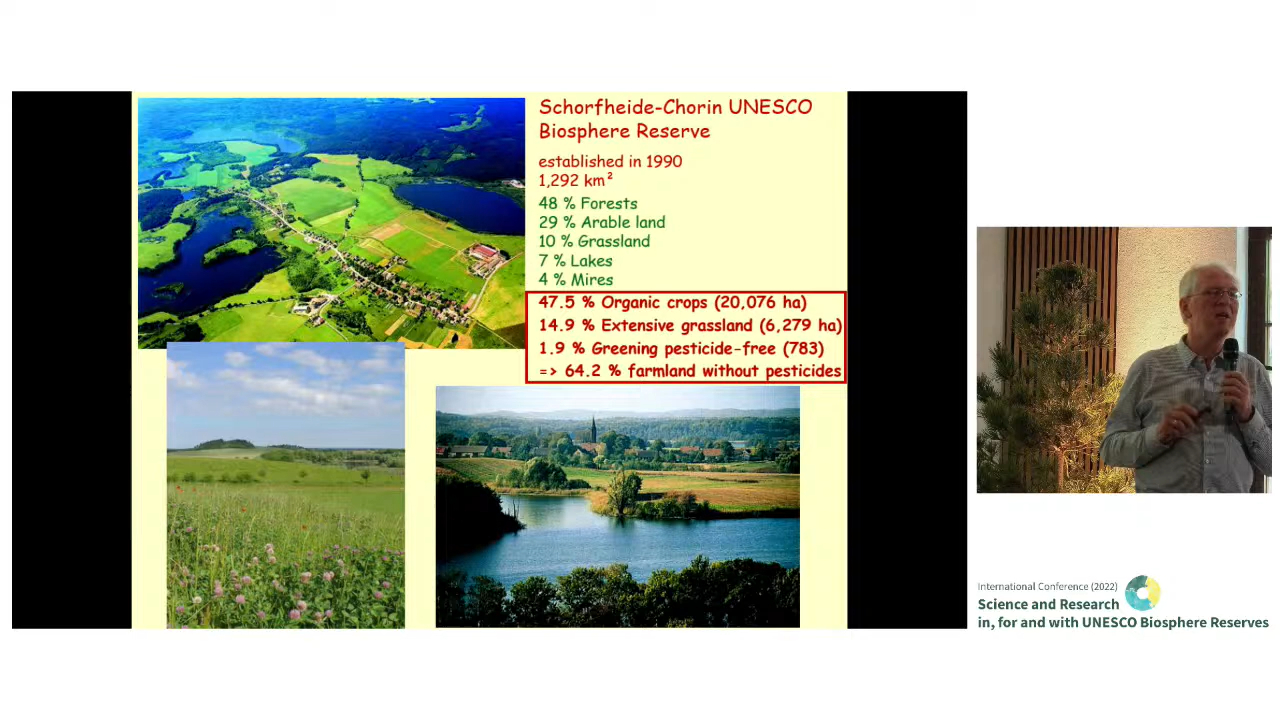 Schorfheide-Chorin UNESCO
Biosphere Reserve
established in 1990
1,292 km²
48 % Forests
29 % Arable land
10 % Grassland
7 % Lakes
4 % Mires
47.5 % Organic crops (20,076 ha)
14.9 % Extensive grassland (6,279 ha)
1.9 % Greening pesticide-free (783)
=> 64.2 % farmland without pesticides
International Conference (2022)
Science and Research
in, for and with UNESCO Biosphere Reserves